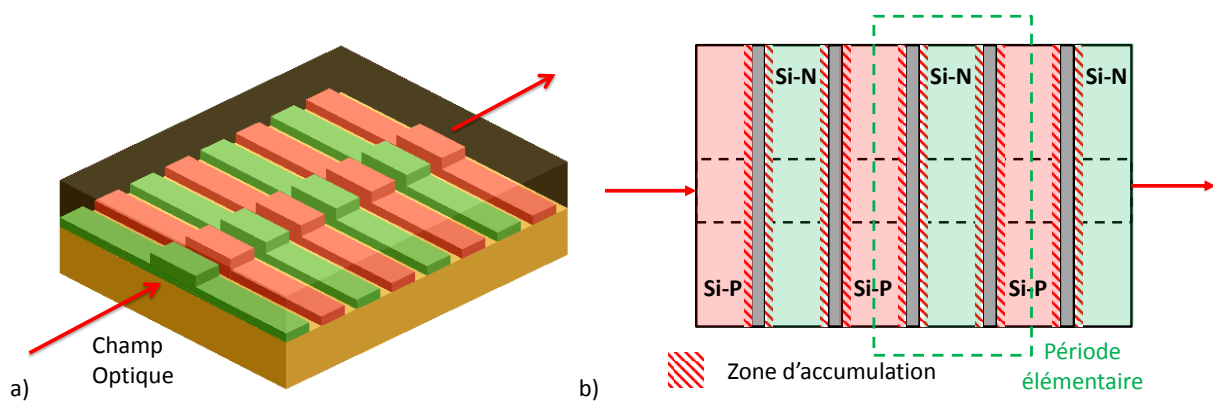 a)
Champ
Optique
b)
Si-N
Si-N
Si-N
Si-P
Si-P
Si-P
Zone d'accumulation
Période
élémentaire